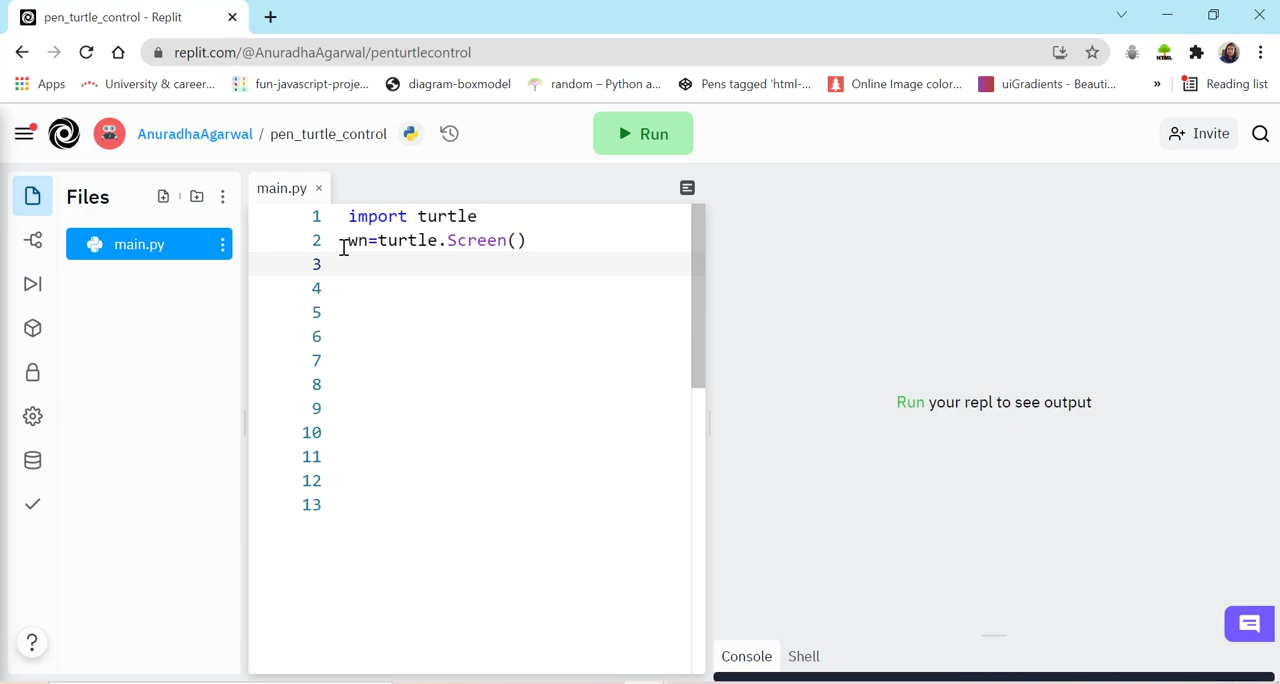 pen_turtle_control - Replit
replit.com/@AnuradhaAgarwal/penturtlecontrol
Apps University & career... fun-javascript-proje... diagram-boxmodel random – Python a... Pens tagged 'html-... Online Image color... uiGradients - Beauti... » Reading list
AnuradhaAgarwal / pen_turtle_control Run Invite
Files
main.py
main.py
1 import turtle
2 wn=turtle.Screen()
3
4
5
6
7
8
9
10
11
12
13
Run your repl to see output
Console Shell
?